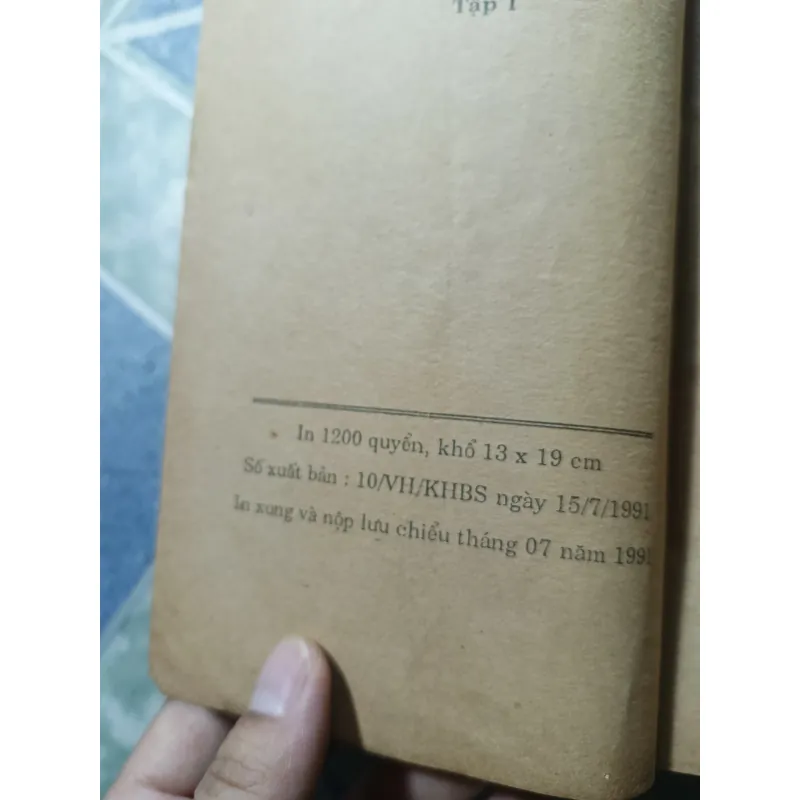 Tập 1
In 1200 quyển, khổ 13 x 19 cm
Số xuất bản : 10/VH/KHBS ngày 15/7/1991
In xong và nộp lưu chiểu tháng 07 năm 1991